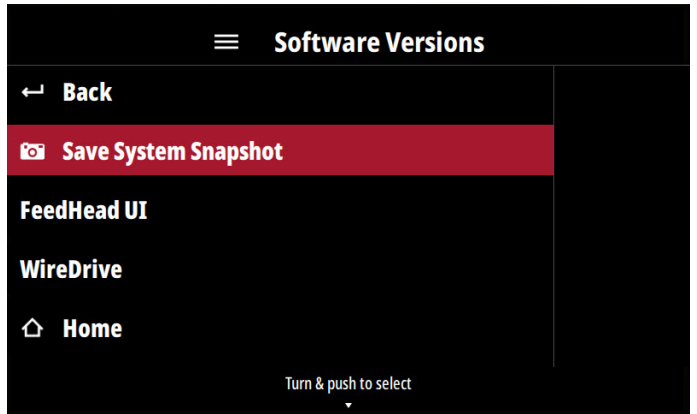 Software Versions
Back
Save System Snapshot
FeedHead UI
WireDrive
Home
Turn & push to select